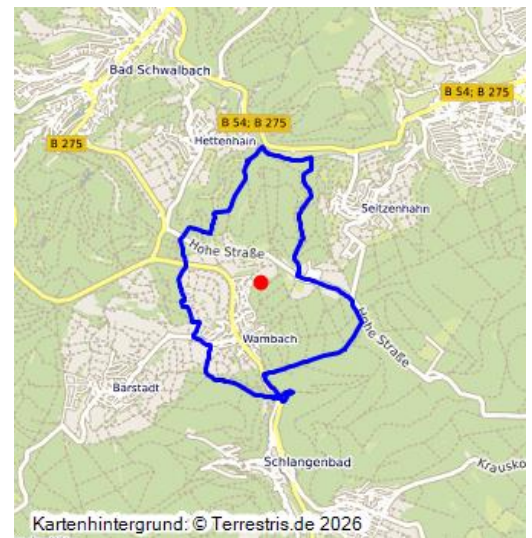 Bad Schwalbach
B 54; B 275
B 54; B 275
B 275
Hettenhain
Seitzenhahn
Hohe Straße
Hohe Straße
Wambach
Bärstadt
Schlangenbad
Krausko
Kartenhintergrund: © Terrestris.de 2026